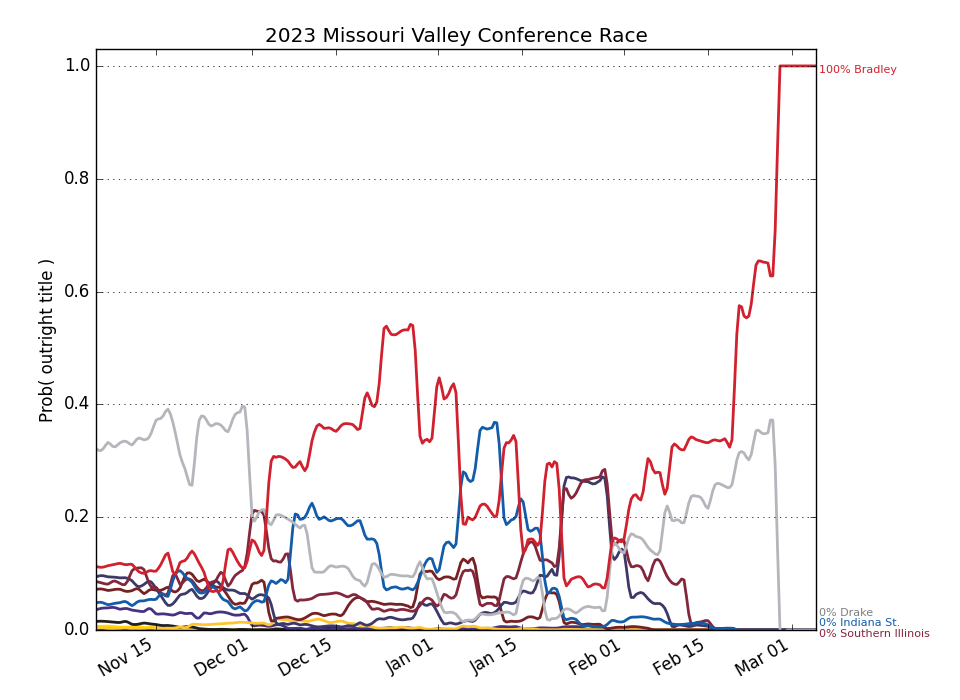 2023 Missouri Valley Conference Race
Prob( outright title )
1.0
0.8
0.6
0.4
0.2
0.0
Nov 15
Dec 01
Dec 15
Jan 01
Jan 15
Feb 01
Feb 15
Mar 01
100% Bradley
0% Drake
0% Indiana St.
0% Southern Illinois